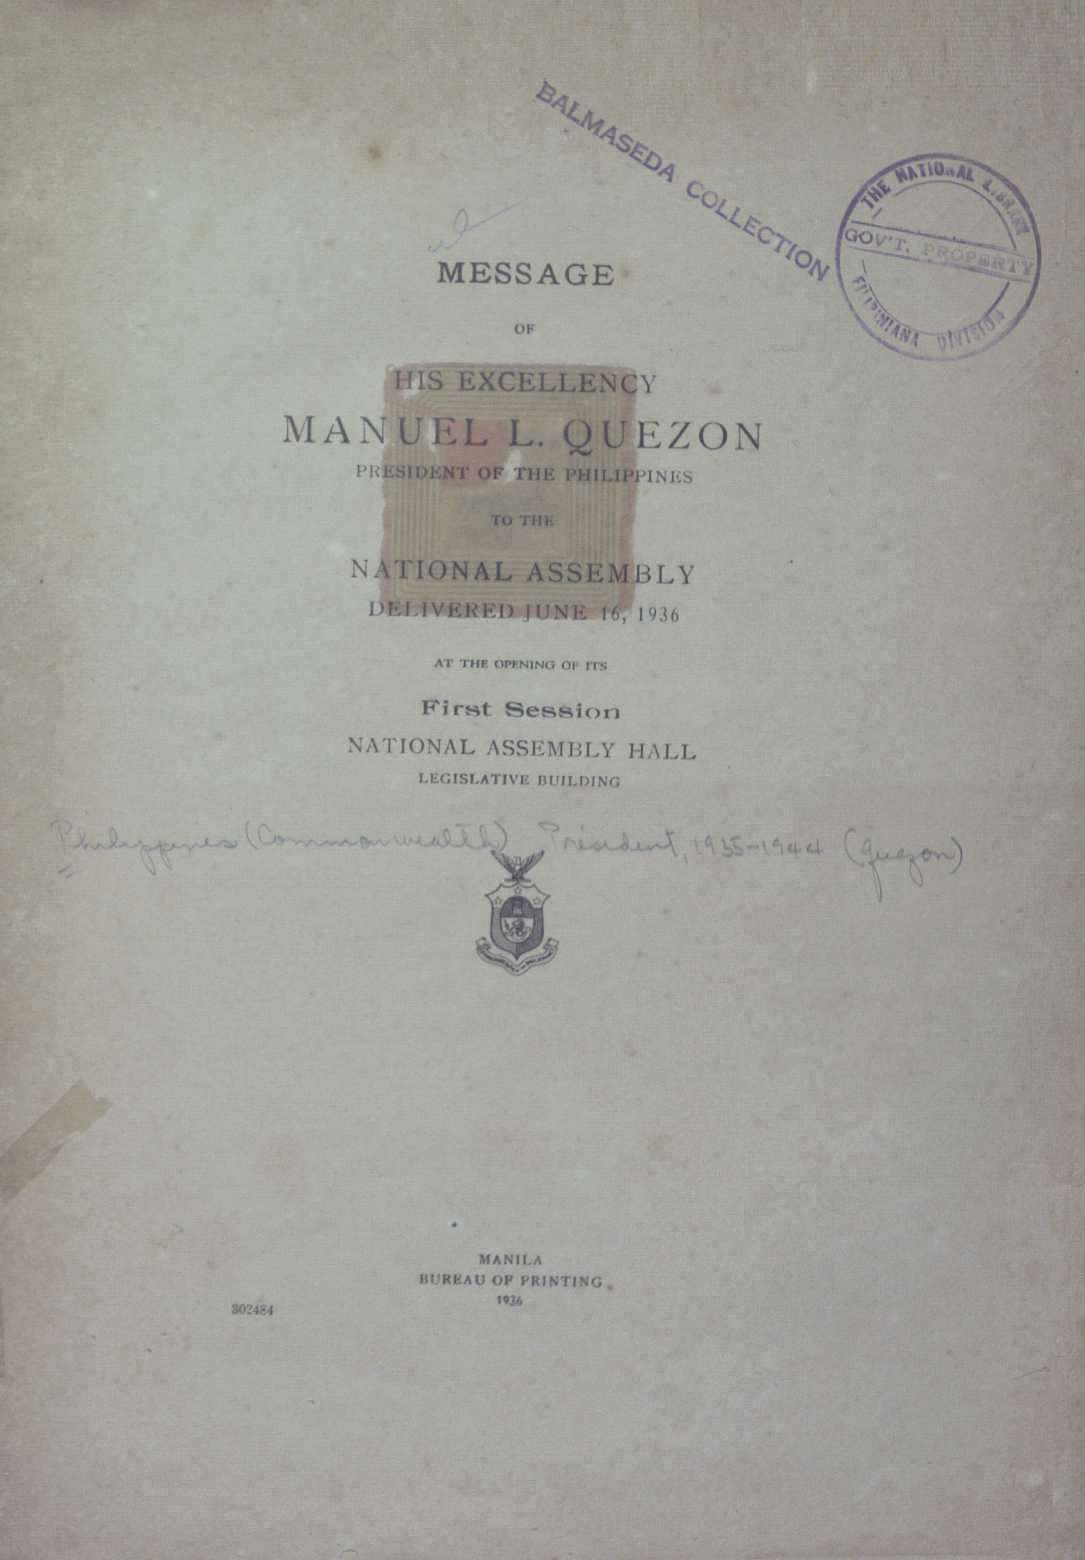 BALMASEDA COLLECTION
THE NATIONAL LIBRARY
GOV'T. PROPERTY
FILIPINIANA DIVISION
MESSAGE
OF
HIS EXCELLENCY
MANUEL L. QUEZON
PRESIDENT OF THE PHILIPPINES
TO THE
NATIONAL ASSEMBLY
DELIVERED JUNE 16, 1936
AT THE OPENING OF ITS
First Session
NATIONAL ASSEMBLY HALL
LEGISLATIVE BUILDING
Philippines (Commonwealth) President, 1935-1944 (Quezon)
MANILA
BUREAU OF PRINTING
1936
302484